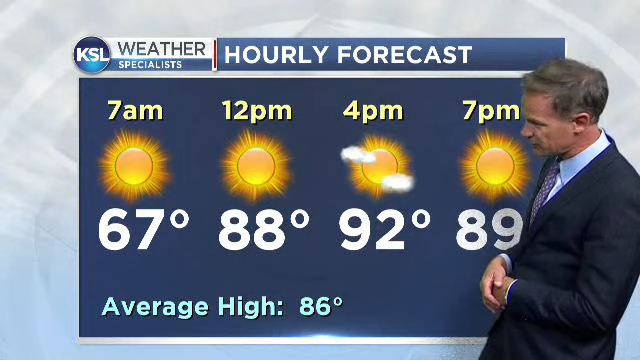 KSL WEATHER SPECIALISTS HOURLY FORECAST
7am 12pm 4pm 7pm
67° 88° 92° 89
Average High: 86°